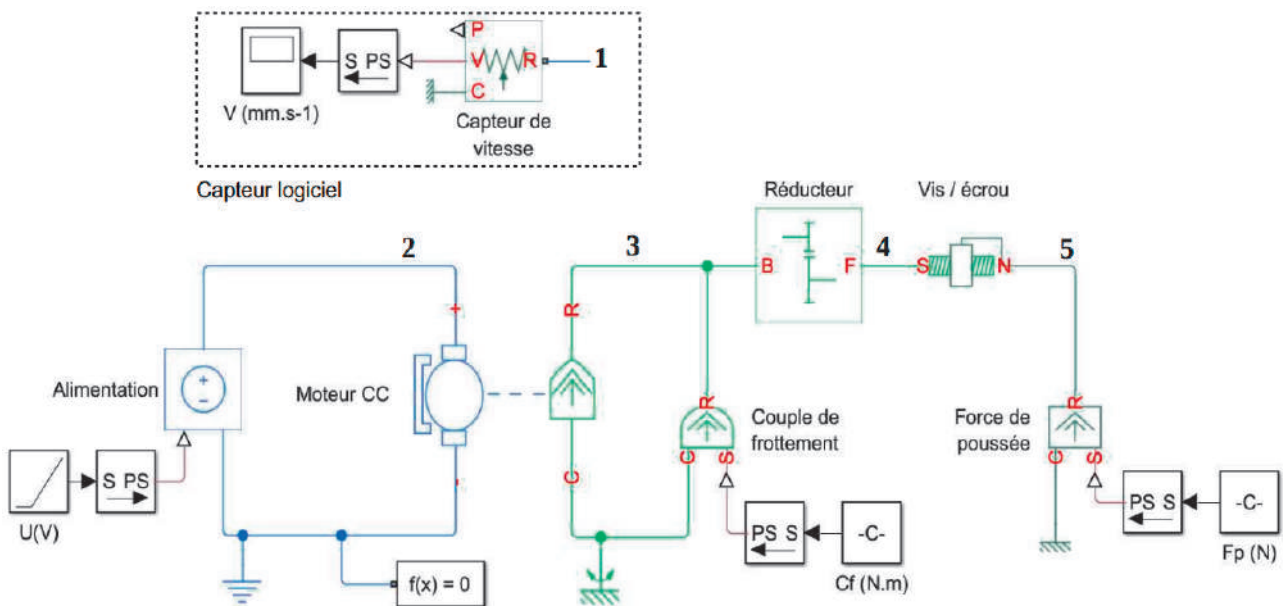 P
V
R
1
S PS
C
V (mm.s-1)
Capteur de
vitesse
Capteur logiciel
Réducteur
Vis / écrou
2
3
4
5
B
F
S
N
+
R
Alimentation
+
-
Moteur CC
R
Couple de
frottement
R
Force de
poussée
C
S
C
S
C
-
S PS
U(V)
PS S
-C-
PS S
-C-
f(x) = 0
Cf (N.m)
Fp (N)